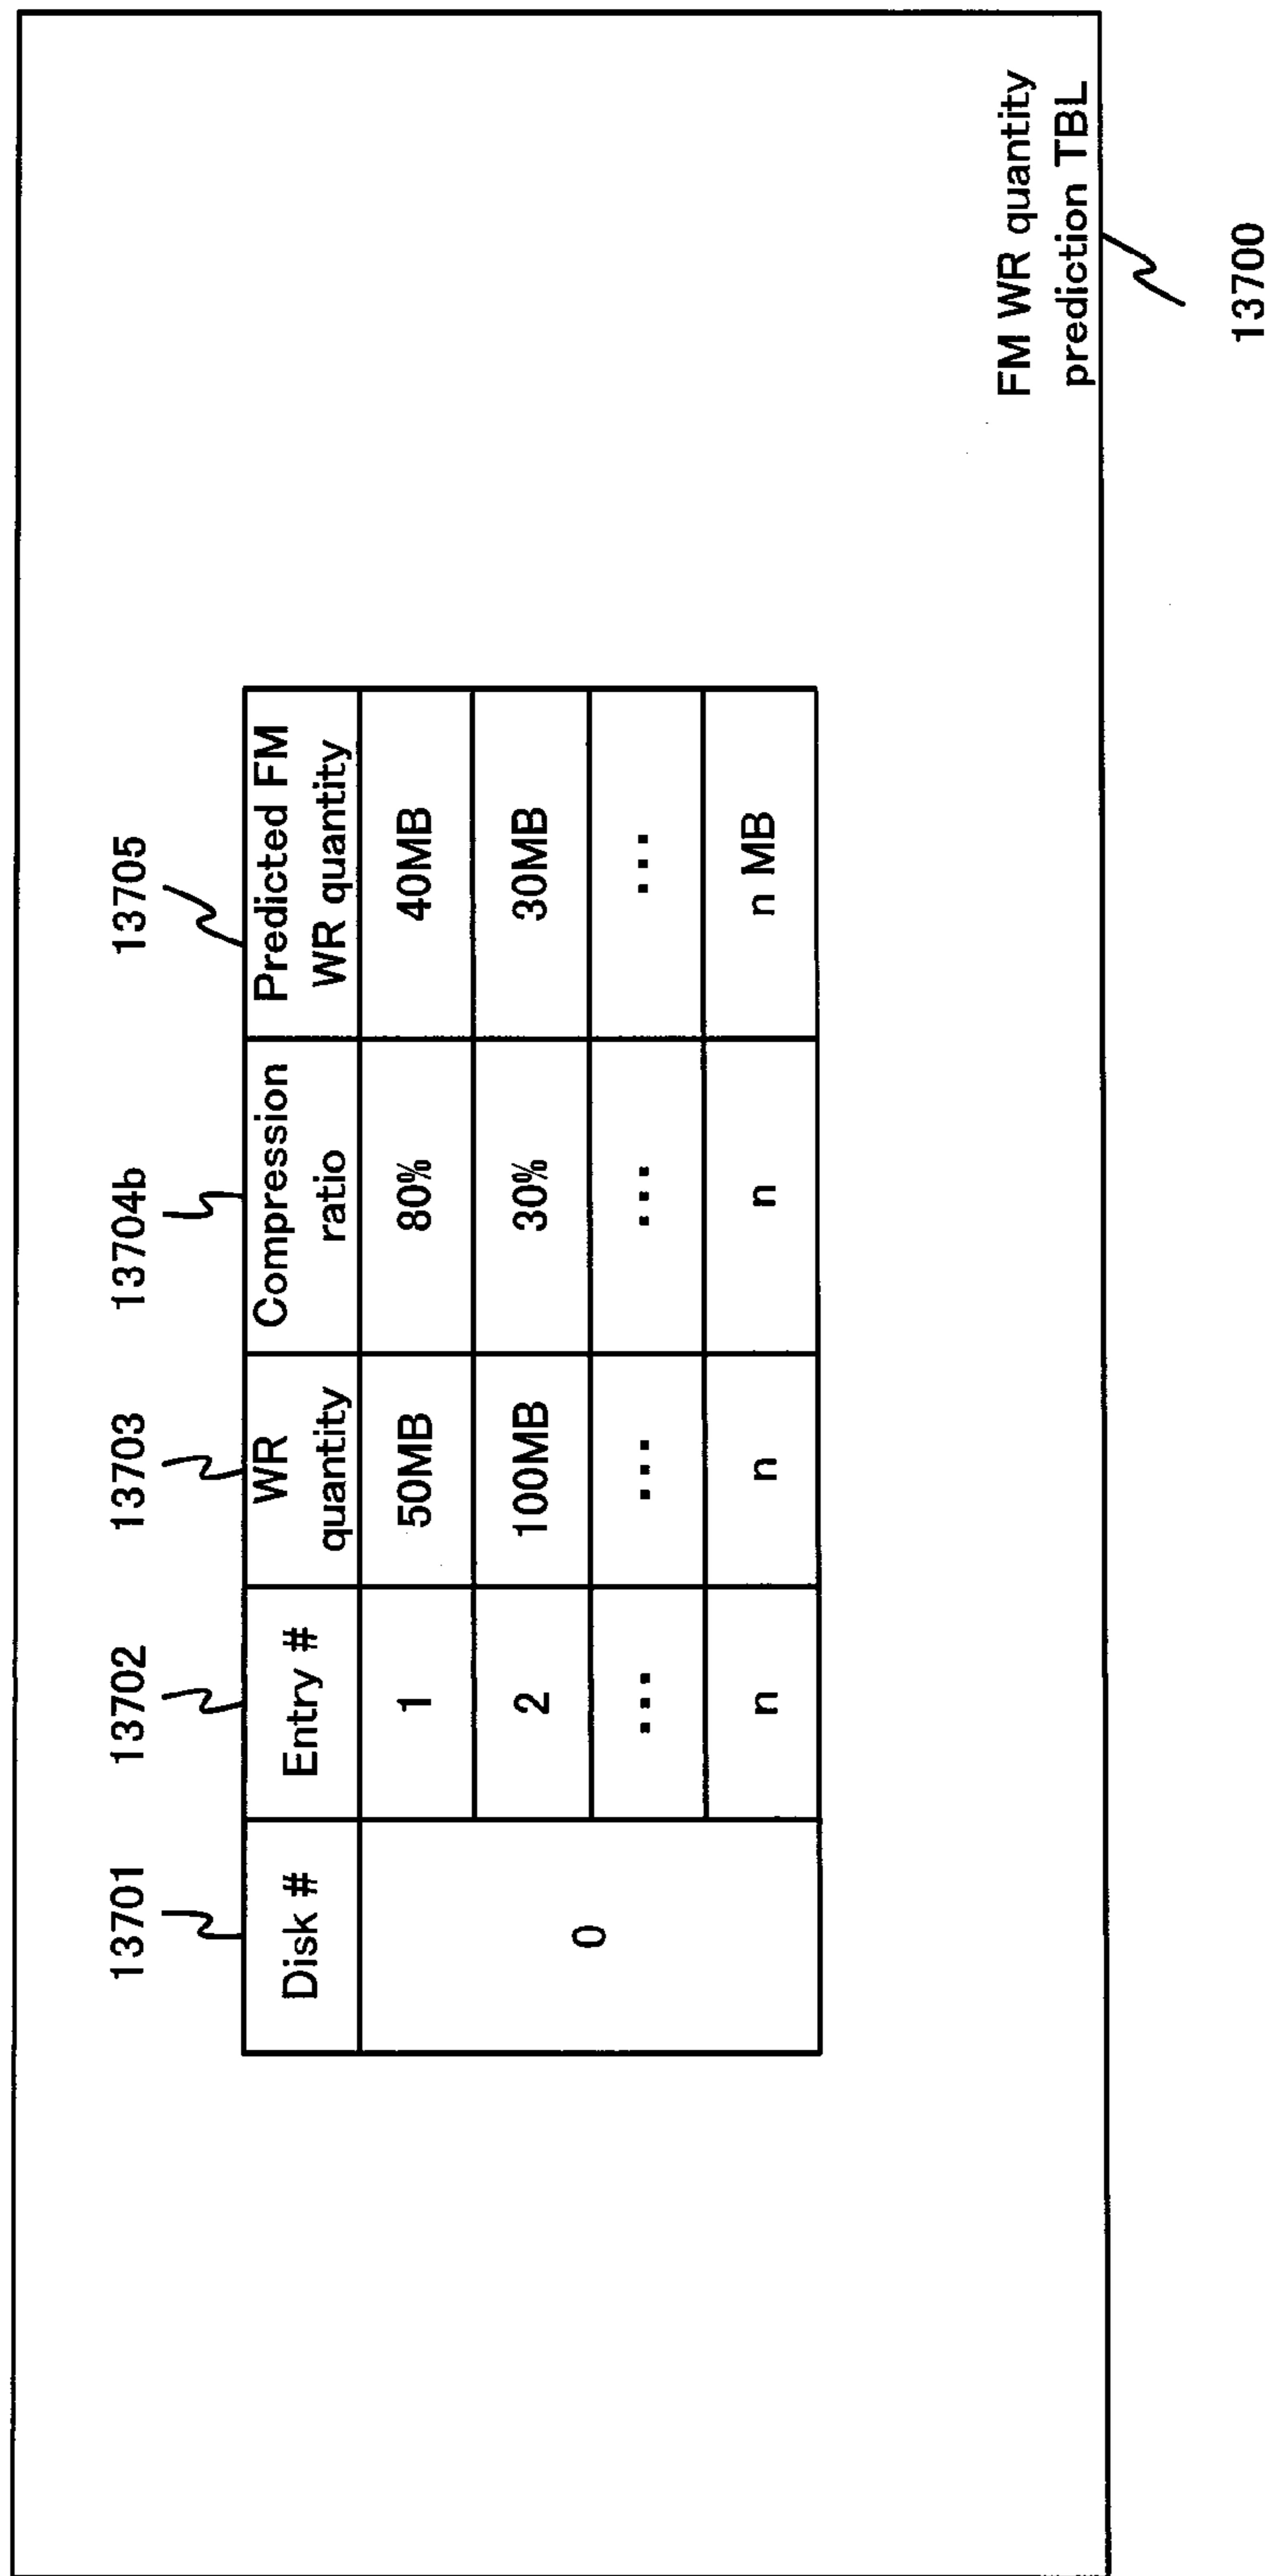 13701
13702
13703
13704b
13705
Disk #
Entry #
WR
quantity
Compression
ratio
Predicted FM
WR quantity
0
1
50MB
80%
40MB
2
100MB
30%
30MB
...
...
...
...
n
n
n
n MB
FM WR quantity
prediction TBL
13700